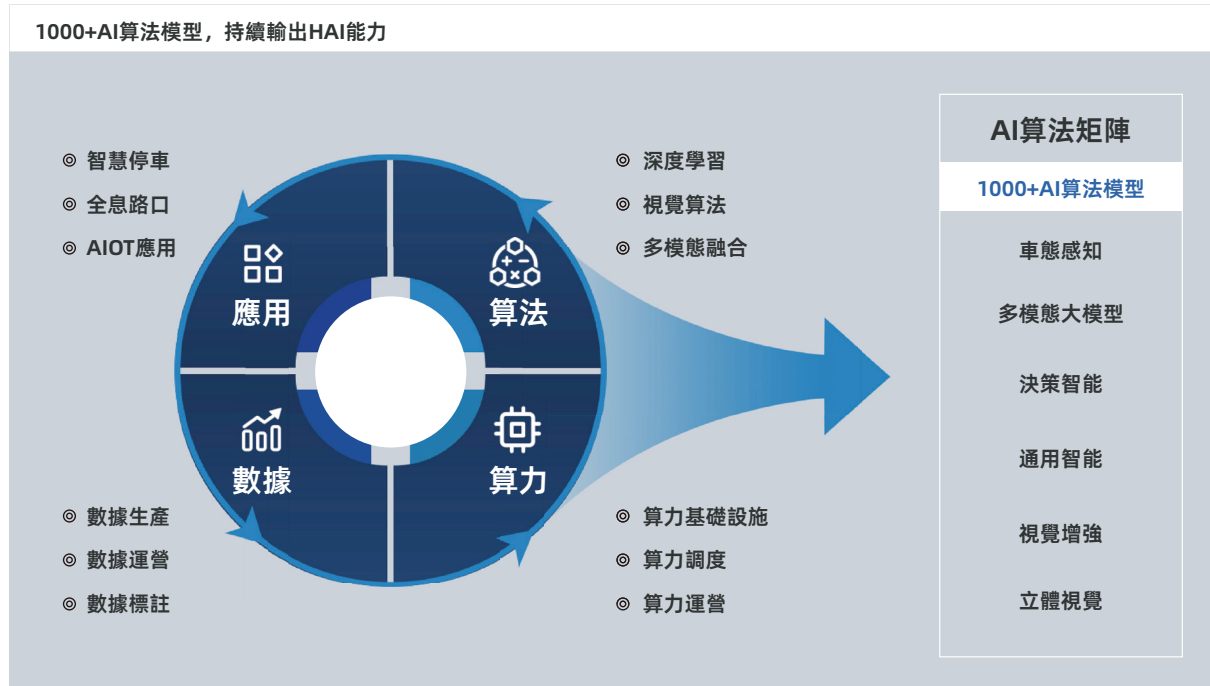 1000+AI算法模型，持續輸出HAI能力
◎ 智慧停車
◎ 全息路口
◎ AIOT應用
應用
◎ 深度學習
◎ 視覺算法
◎ 多模態融合
算法
數據
◎ 數據生產
◎ 數據運營
◎ 數據標註
算力
◎ 算力基礎設施
◎ 算力調度
◎ 算力運營
AI算法矩陣
1000+AI算法模型
車態感知
多模態大模型
決策智能
通用智能
視覺增強
立體視覺